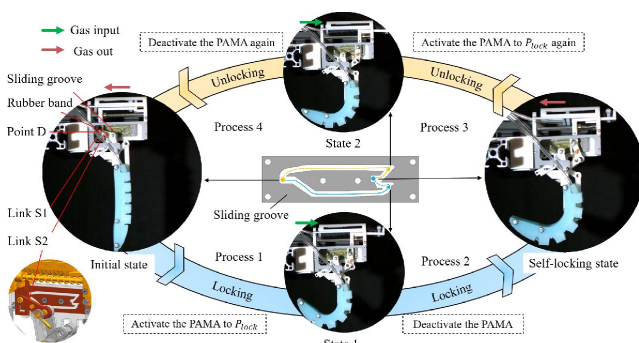 Gas input
Gas out
Deactivate the PAMA again
Activate the PAMA to P_lock again
Unlocking
Unlocking
Sliding groove
Rubber band
Point D
Process 4
State 2
Process 3
Link S1
Link S2
Sliding groove
Initial state
Process 1
Process 2
Self-locking state
Locking
Locking
Activate the PAMA to P_lock
Deactivate the PAMA
State 1